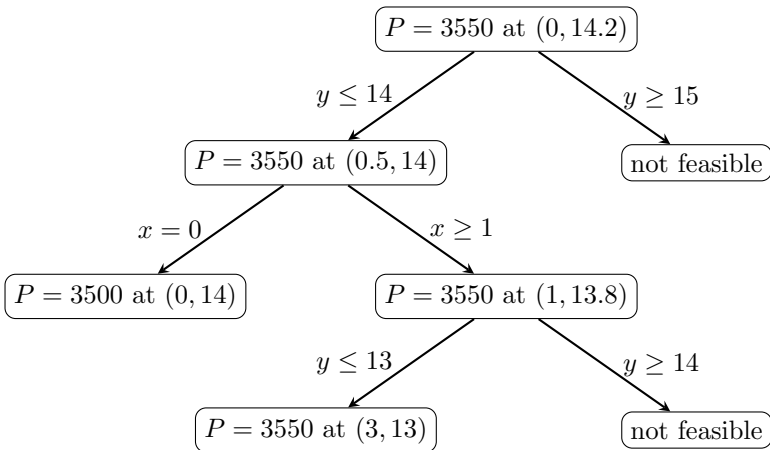 P = 3550 at (0, 14.2)
y ≤ 14
y ≥ 15
P = 3550 at (0.5, 14)
not feasible
x = 0
x ≥ 1
P = 3500 at (0, 14)
P = 3550 at (1, 13.8)
y ≤ 13
y ≥ 14
P = 3550 at (3, 13)
not feasible